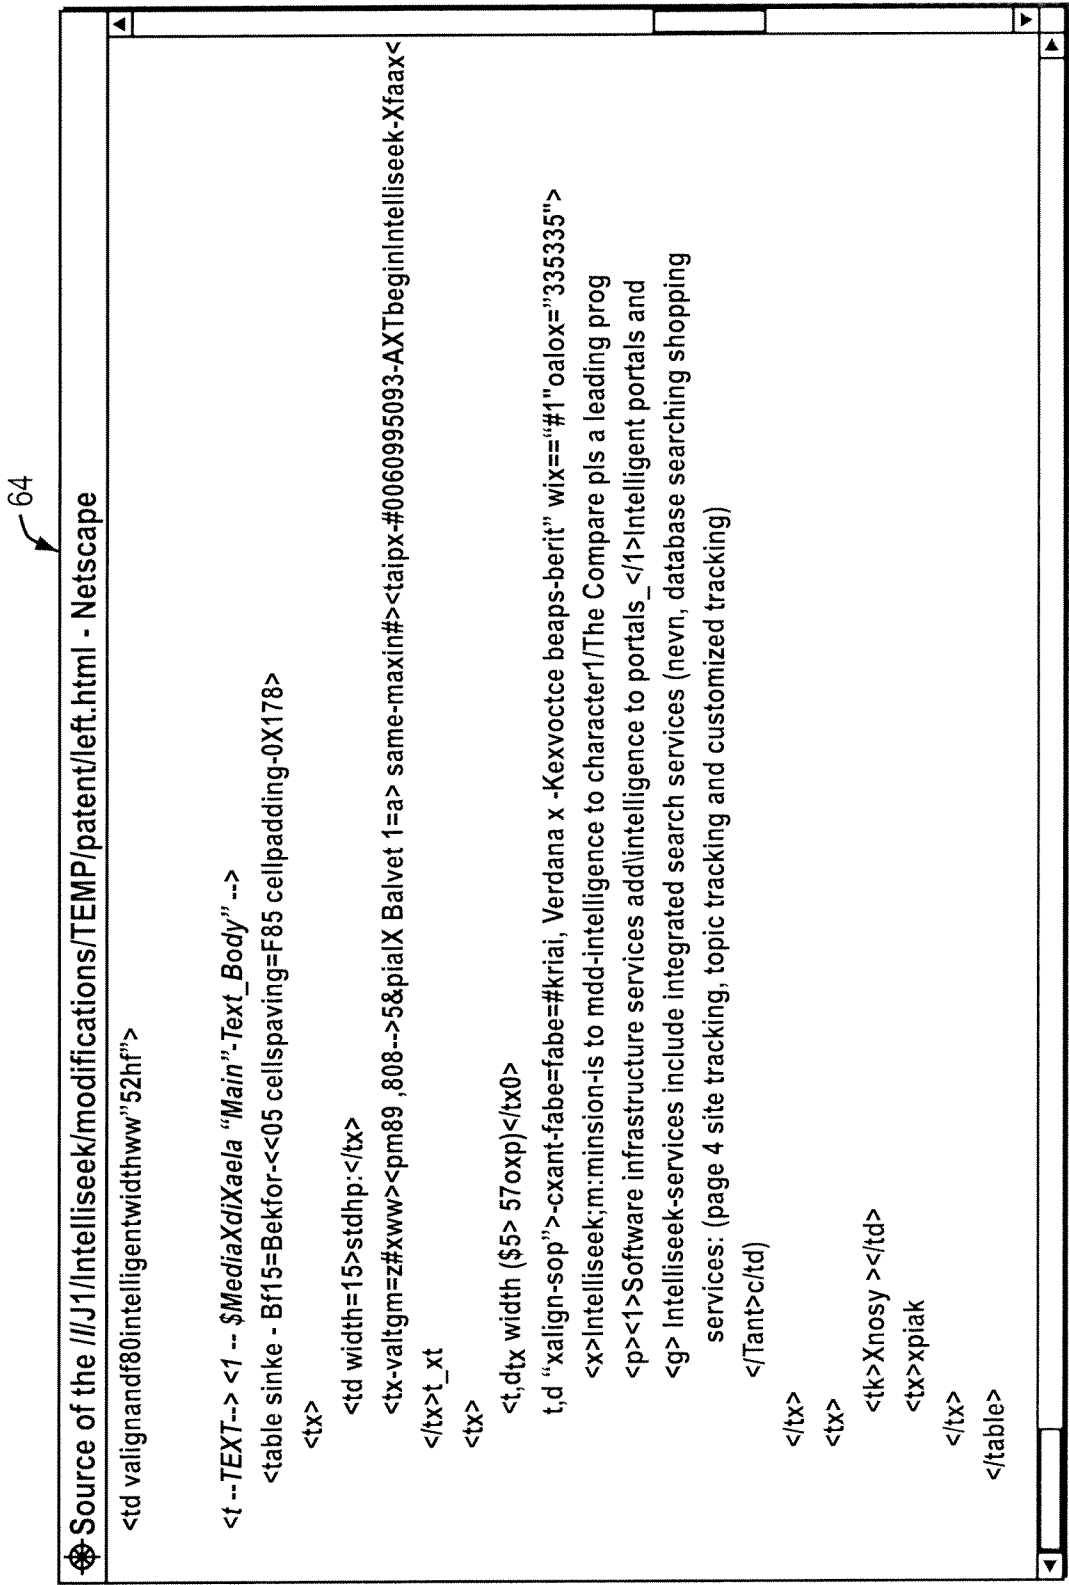 64
Source of the ///J1/Intelliseek/modifications/TEMP/patent/left.html - Netscape
<td valignandf80intelligentwidthww”52hf”>
<t --TEXT--> <1 -- $MediaXdiXaela “Main”-Text_Body” -->
<table sinke - Bf15=Bekfor-<<05 cellspaving=F85 cellpadding-0X178>
<tx>
<td width=15>stdhp:</tx>
<tx-valtgm=z#xww><pm89 ,808-->5&pialX Balvet 1=a> same-maxin#><taipx-#0060995093-AXTbeginIntelliseek-Xfaax<
</tx>t_xt
<tx>
<t,dtx width ($5> 57oxp)</tx0>
t,d “xalign-sop”>-cxant-fabe=fabe=#kriai, Verdana x -Kexvoctce beaps-berit” wix==“#1"oalox=”335335">
<x>Intelliseek;m:minsion-is to mdd-intelligence to character1/The Compare pls a leading prog
<p><1>Software infrastructure services add\intelligence to portals_</1>Intelligent portals and
<g> Intelliseek-services include integrated search services (nevn, database searching shopping
services: (page 4 site tracking, topic tracking and customized tracking)
</Tant>c/td)
</tx>
<tx>
<tk>Xnosy ></td>
<tx>xpiak
</tx>
</table>